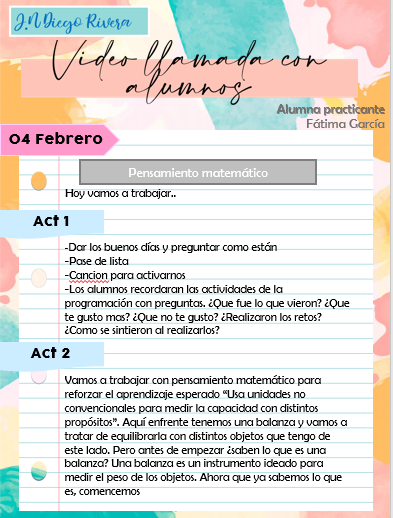 J.N Diego Rivera
Video llamada con
alumnos
Alumna practicante
Fátima García
04 Febrero
Pensamiento matemático
Hoy vamos a trabajar..
Act 1
-Dar los buenos días y preguntar como están
-Pase de lista
-Cancion para activarnos
-Los alumnos recordaran las actividades de la
programación con preguntas. ¿Que fue lo que vieron? ¿Que
te gusto mas? ¿Que no te gusto? ¿Realizaron los retos?
¿Como se sintieron al realizarlos?
Act 2
Vamos a trabajar con pensamiento matemático para
reforzar el aprendizaje esperado “Usa unidades no
convencionales para medir la capacidad con distintos
propósitos”. Aquí enfrente tenemos una balanza y vamos a
tratar de equilibrarla con distintos objetos que tengo de
este lado. Pero antes de empezar ¿saben lo que es una
balanza? Una balanza es un instrumento ideado para
medir el peso de los objetos. Ahora que ya sabemos lo que
es, comencemos